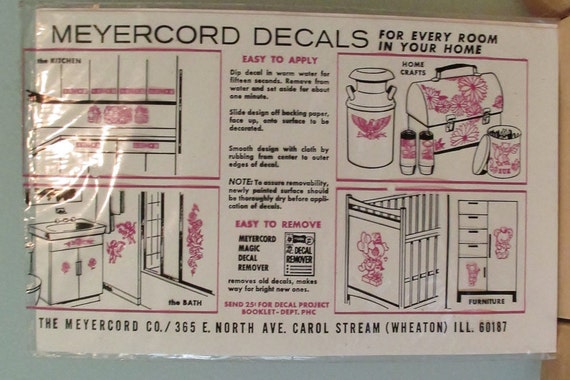 MEYERCORD DECALS FOR EVERY ROOM
IN YOUR HOME
the KITCHEN
EASY TO APPLY
Dip decal in warm water for
fifteen seconds. Remove from
water and set aside for about
one minute.
Slide design off backing paper,
face up, onto surface to be
decorated.
Smooth design with cloth by
rubbing from center to outer
edges of decal.
NOTE: To assure removability,
newly painted surface should
be thoroughly dry before appli-
cation of decals.
EASY TO REMOVE
MEYERCORD
MAGIC
DECAL
REMOVER
DECAL
REMOVER
removes old decals, makes
way for bright new ones.
SEND 25¢ FOR DECAL PROJECT
BOOKLET-DEPT. PHC
HOME
CRAFTS
the BATH
FURNITURE
THE MEYERCORD CO./ 365 E. NORTH AVE. CAROL STREAM (WHEATON) ILL. 60187